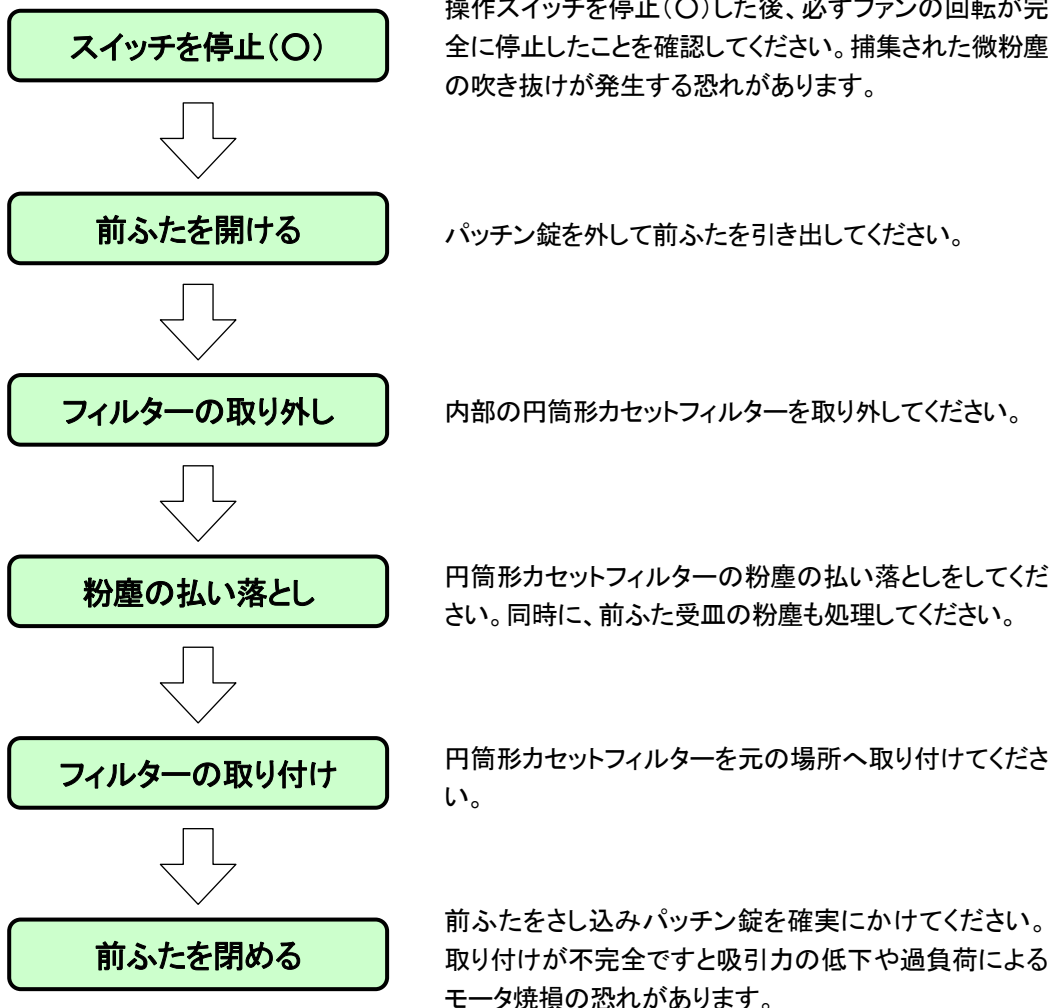 スイッチを停止(〇)
操作スイッチを停止(〇)した後、必ずファンの回転が完
全に停止したことを確認してください。捕集された微粉塵
の吹き抜けが発生する恐れがあります。
前ふたを開ける
パッチン錠を外して前ふたを引き出してください。
フィルターの取り外し
内部の円筒形カセットフィルターを取り外してください。
粉塵の払い落とし
円筒形カセットフィルターの粉塵の払い落としをしてくだ
さい。同時に、前ふた受皿の粉塵も処理してください。
フィルターの取り付け
円筒形カセットフィルターを元の場所へ取り付けてくださ
い。
前ふたを閉める
前ふたをさし込みパッチン錠を確実にかけてください。
取り付けが不完全ですと吸引力の低下や過負荷による
モータ焼損の恐れがあります。